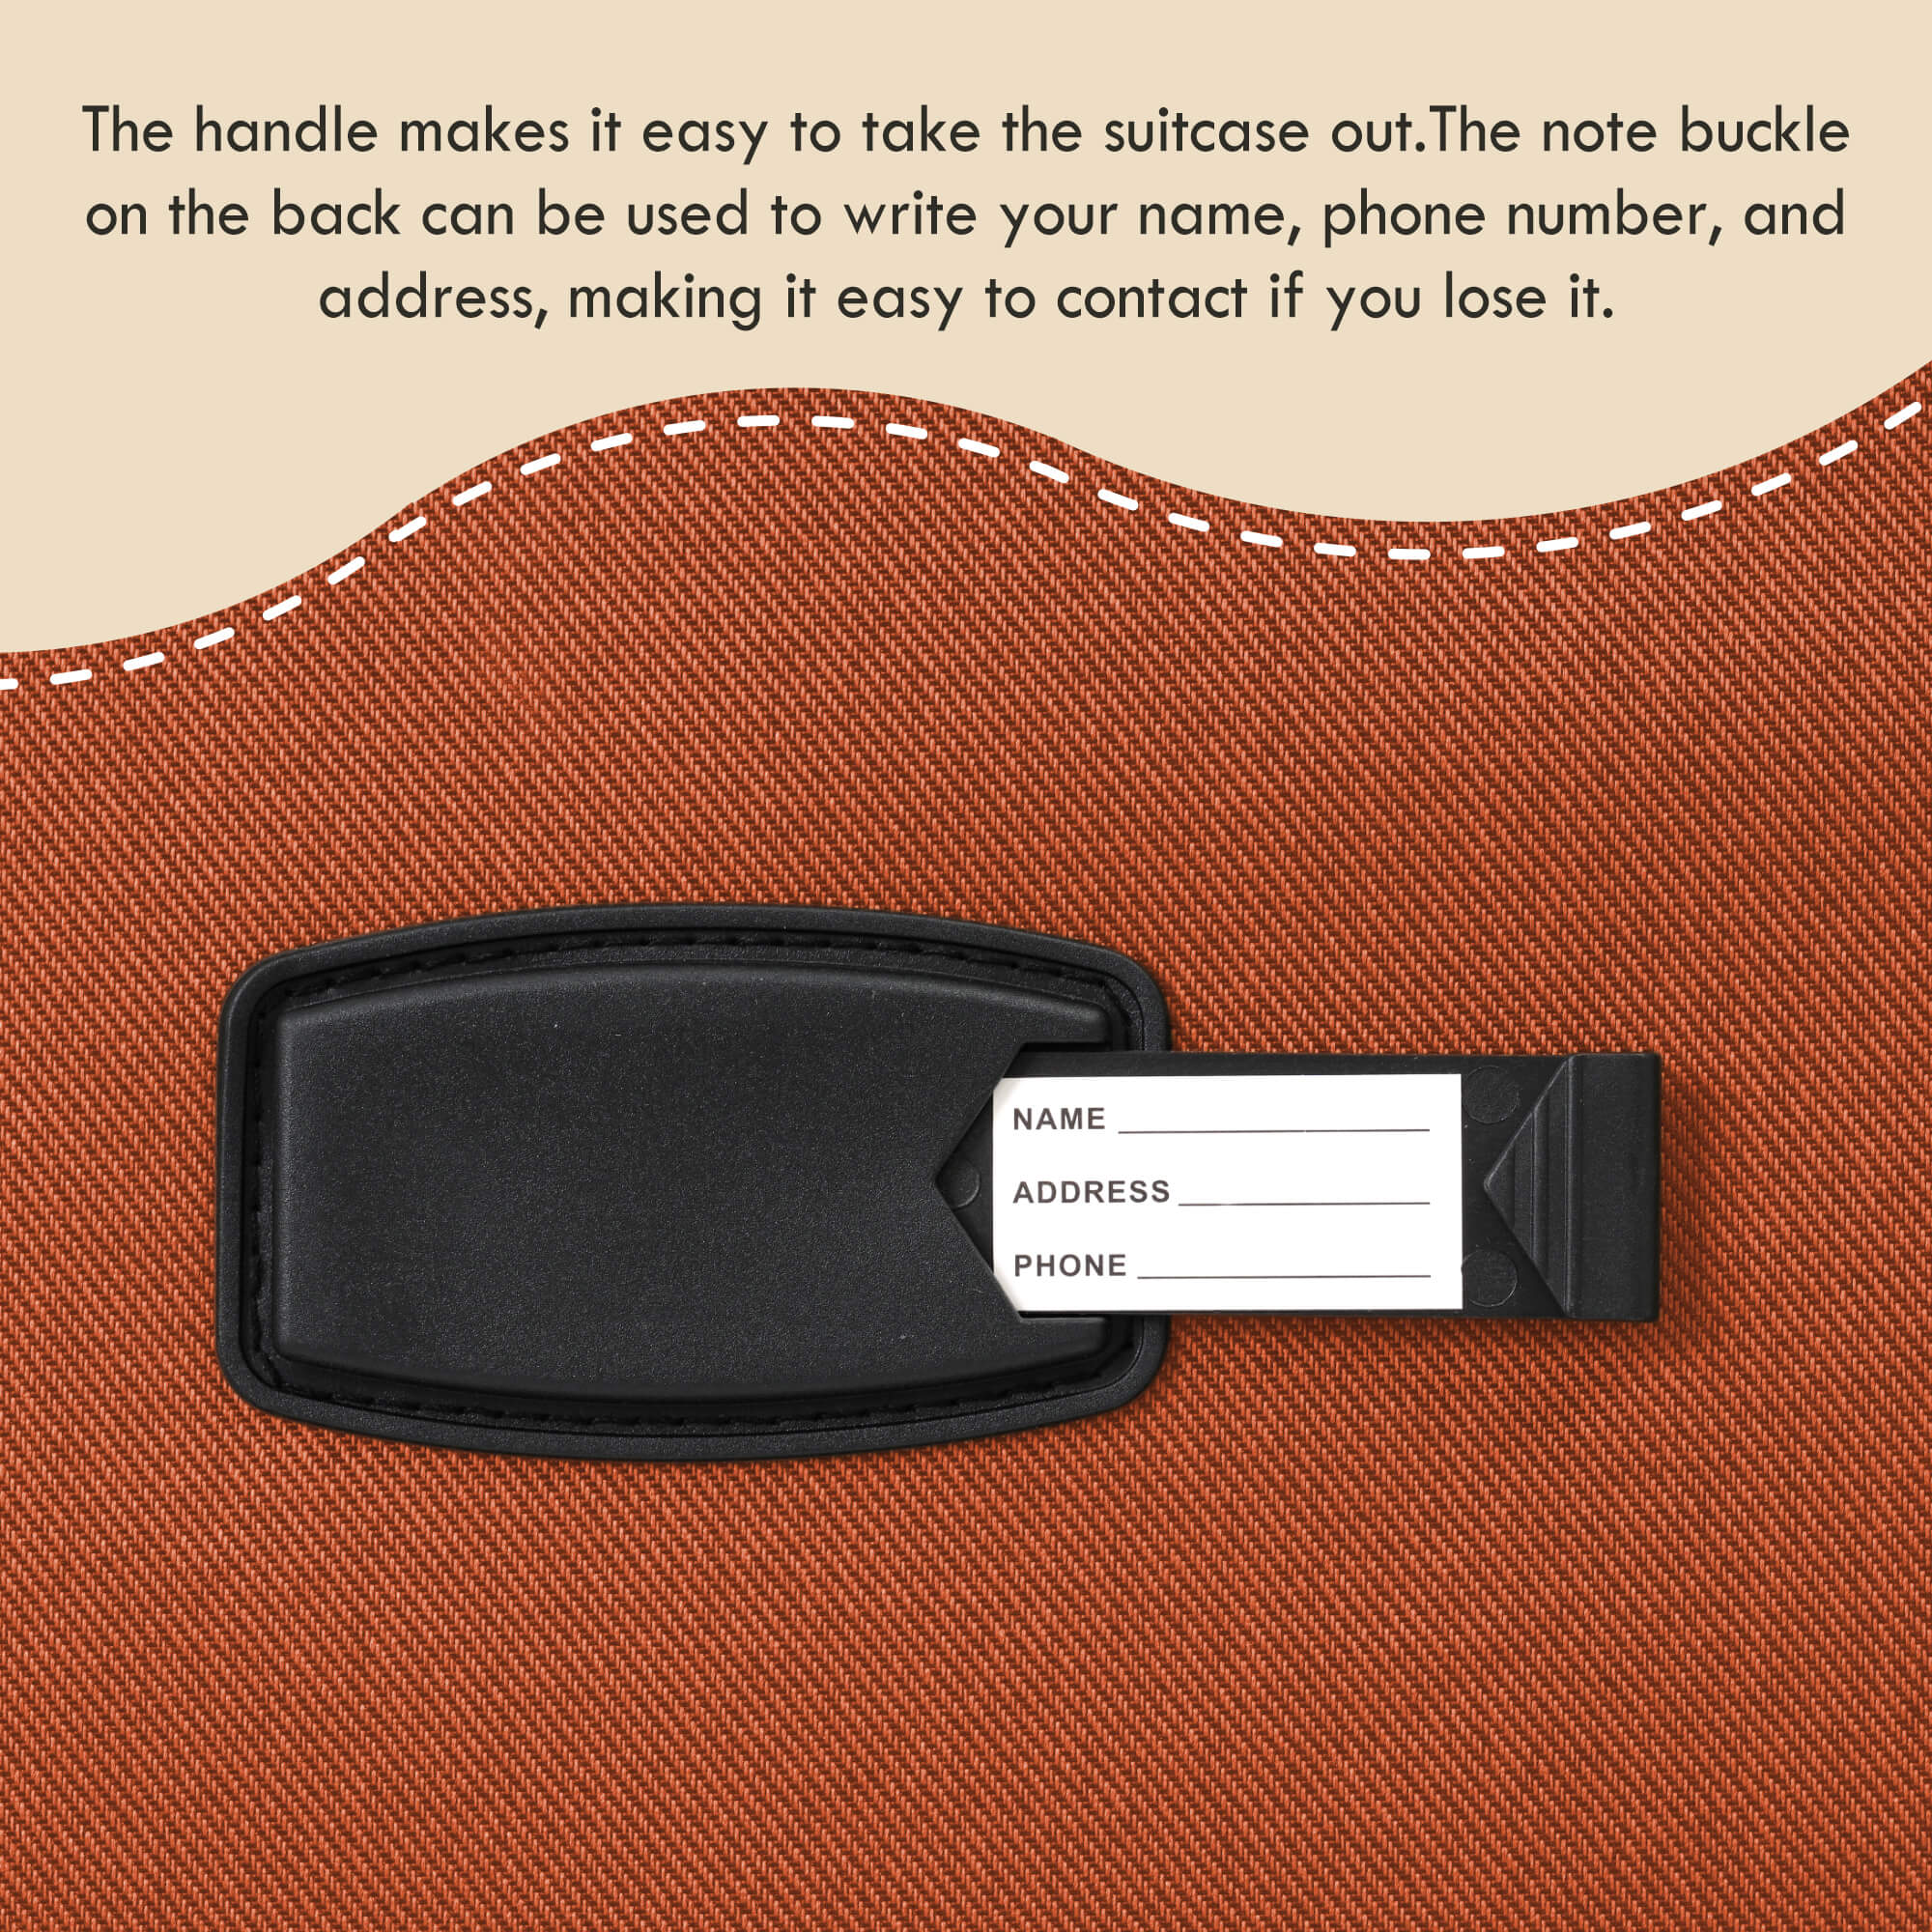 The handle makes it easy to take the suitcase out.The note buckle
on the back can be used to write your name, phone number, and
address, making it easy to contact if you lose it.
NAME
ADDRESS
PHONE